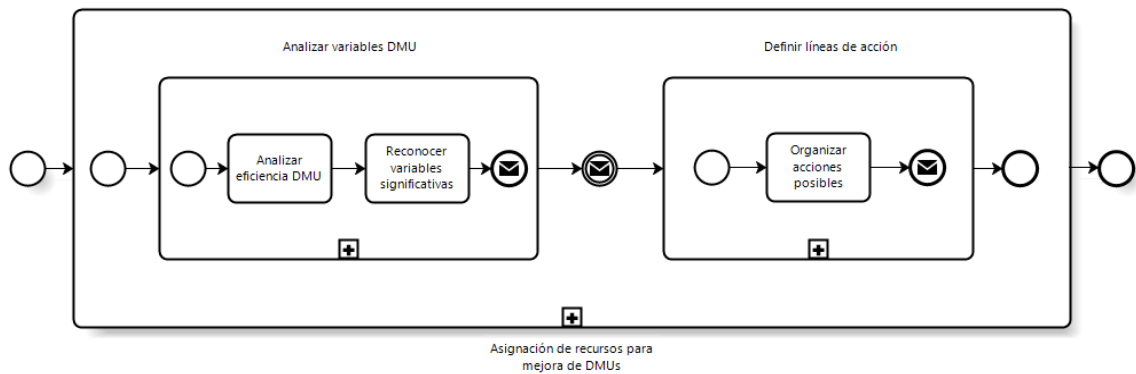 Analizar variables DMU
Definir líneas de acción
Analizar
eficiencia DMU
Reconocer
variables
significativas
Organizar
acciones
posibles
Asignación de recursos para
mejora de DMUs